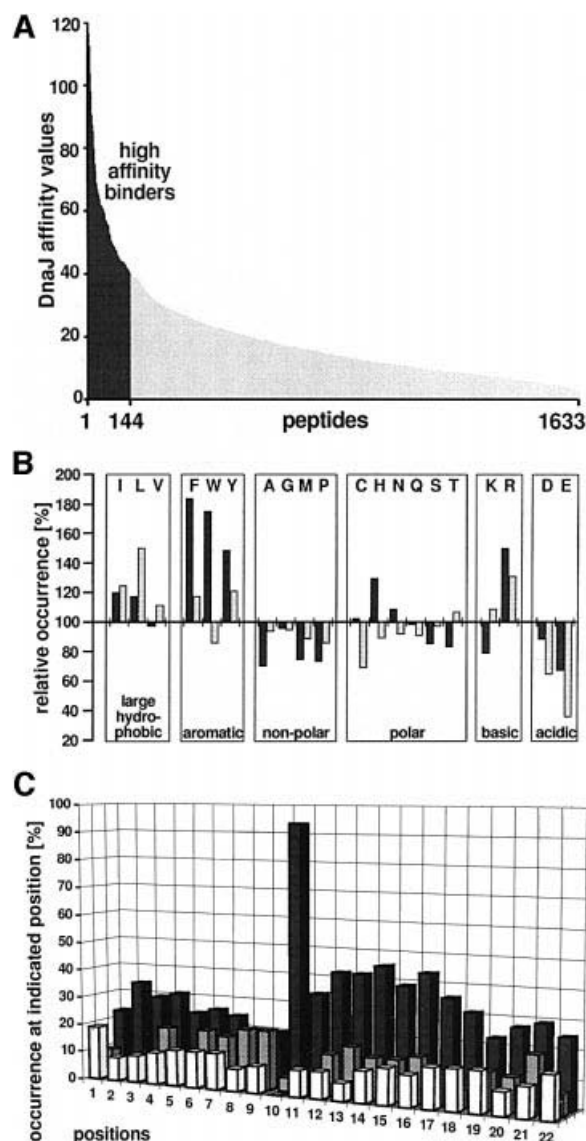 A
DnaJ affinity values
120
100
80
60
40
20
0
high
affinity
binders
1 144 peptides 1633
B
relative occurrence [%]
200
180
160
140
120
100
80
60
40
20
I L V F W Y A G M P C H N Q S T K R D E
large
hydro-
phobic
aromatic non-polar polar basic acidic
C
occurrence at indicated position [%]
100
90
80
70
60
50
40
30
20
10
0
1 2 3 4 5 6 7 8 9 10 11 12 13 14 15 16 17 18 19 20 21 22
positions